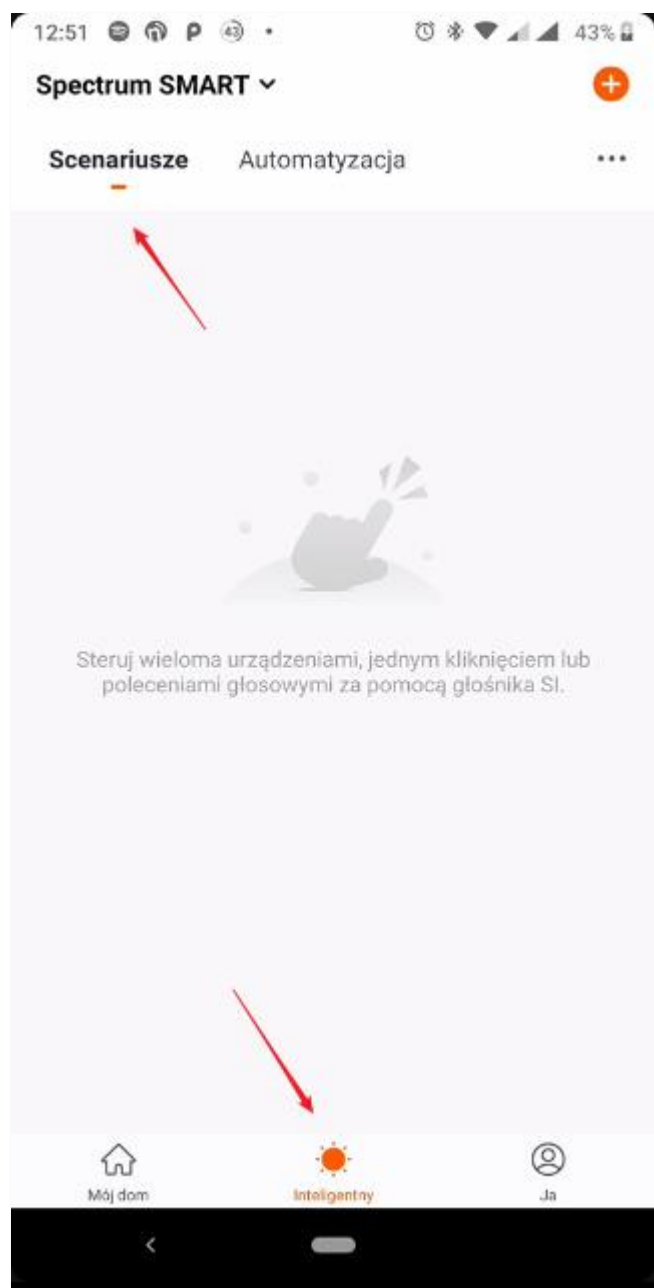 12:51 P 43 43%
Spectrum SMART
Scenariusze Automatyzacja
Steruj wieloma urządzeniami, jednym kliknięciem lub
poleceniami głosowymi za pomocą głośnika SI.
Mój dom Inteligentny Ja